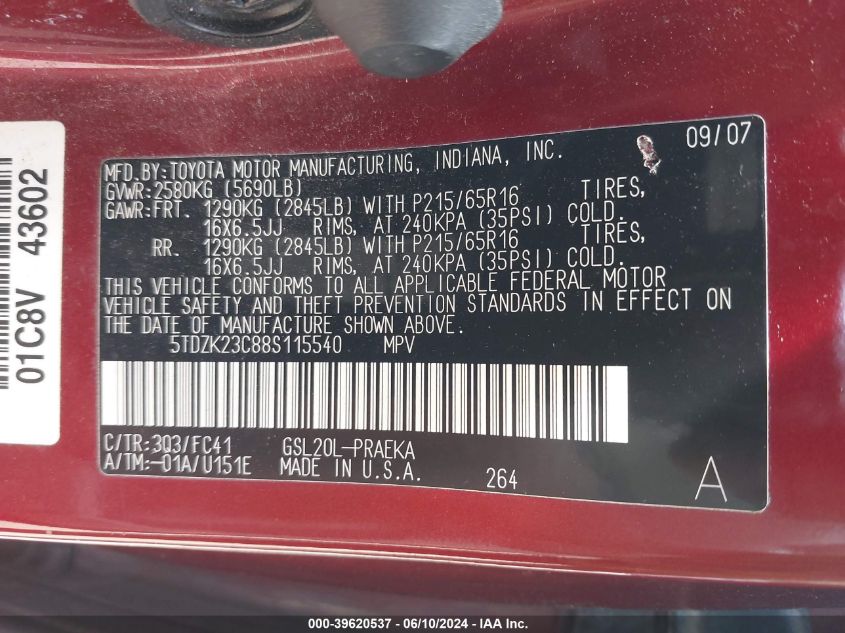 09/07
MFD.BY:TOYOTA MOTOR MANUFACTURING, INDIANA, INC.
GVWR:2580KG (5690LB)
GAWR:FRT. 1290KG (2845LB) WITH P215/65R16 TIRES,
16X6.5JJ RIMS, AT 240KPA (35PSI) COLD.
RR. 1290KG (2845LB) WITH P215/65R16 TIRES,
16X6.5JJ RIMS, AT 240KPA (35PSI) COLD.
THIS VEHICLE CONFORMS TO ALL APPLICABLE FEDERAL MOTOR
VEHICLE SAFETY AND THEFT PREVENTION STANDARDS IN EFFECT ON
THE DATE OF MANUFACTURE SHOWN ABOVE.
5TDZK23C88S115540 MPV
C/TR:3Q3/FC41 GSL20L-PRAEKA
A/TM:-01A/U151E MADE IN U.S.A. 264
A
01C8V 43602
000-39620537 - 06/10/2024 - © IAA, Inc.